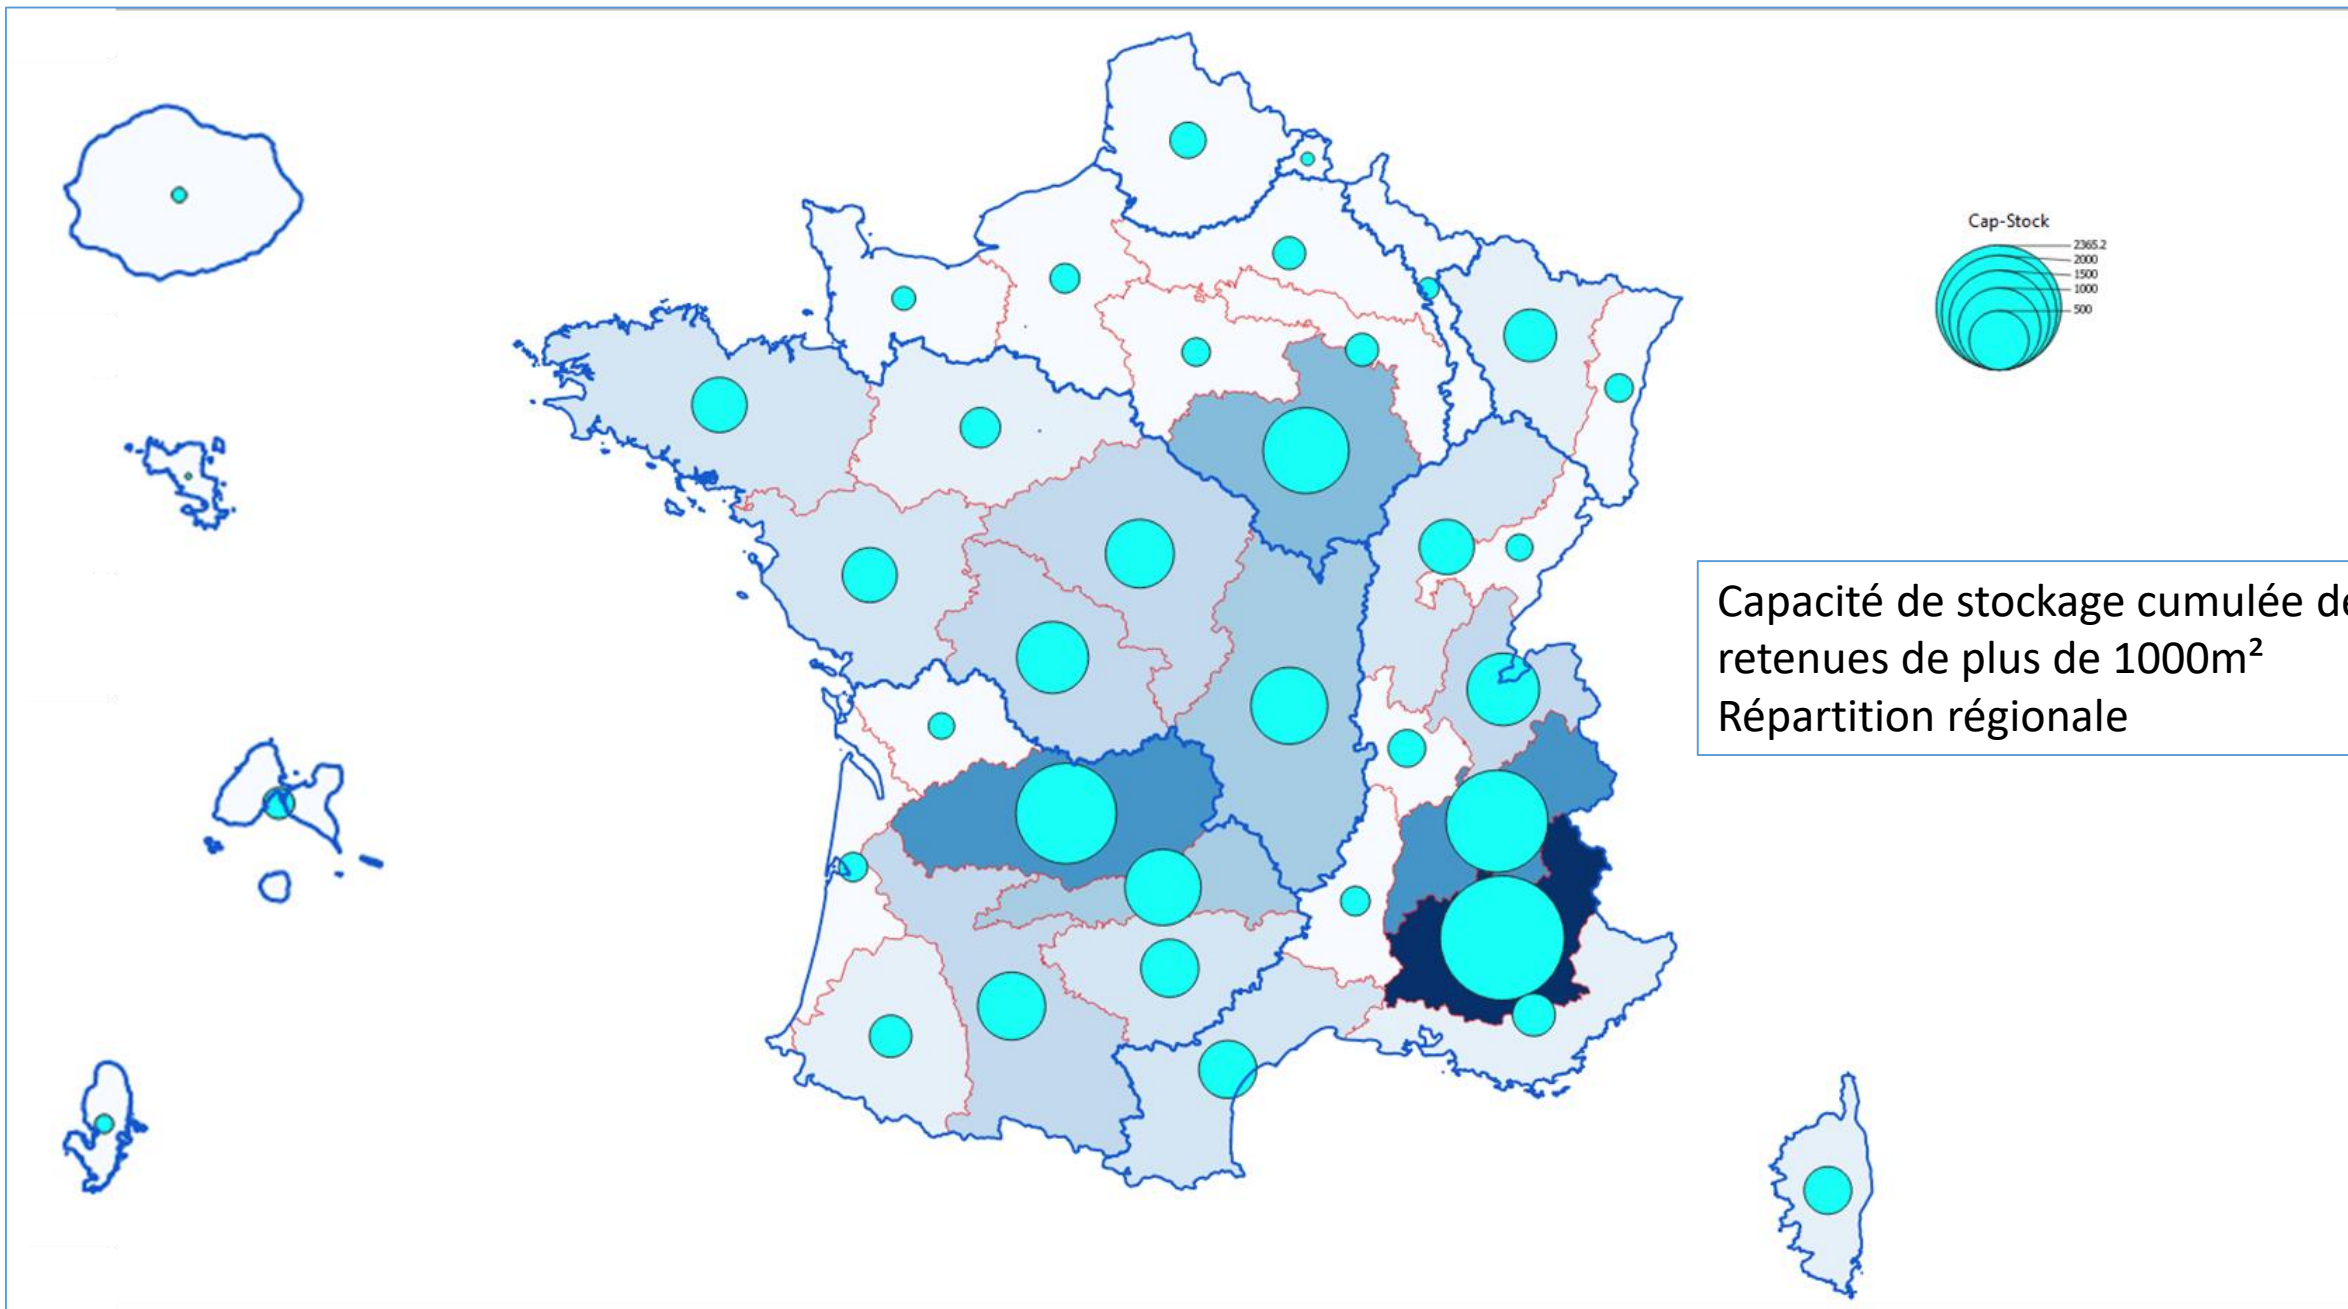 Cap-Stock
2365.2
2000
1500
1000
500
Capacité de stockage cumulée de
retenues de plus de 1000m²
Répartition régionale